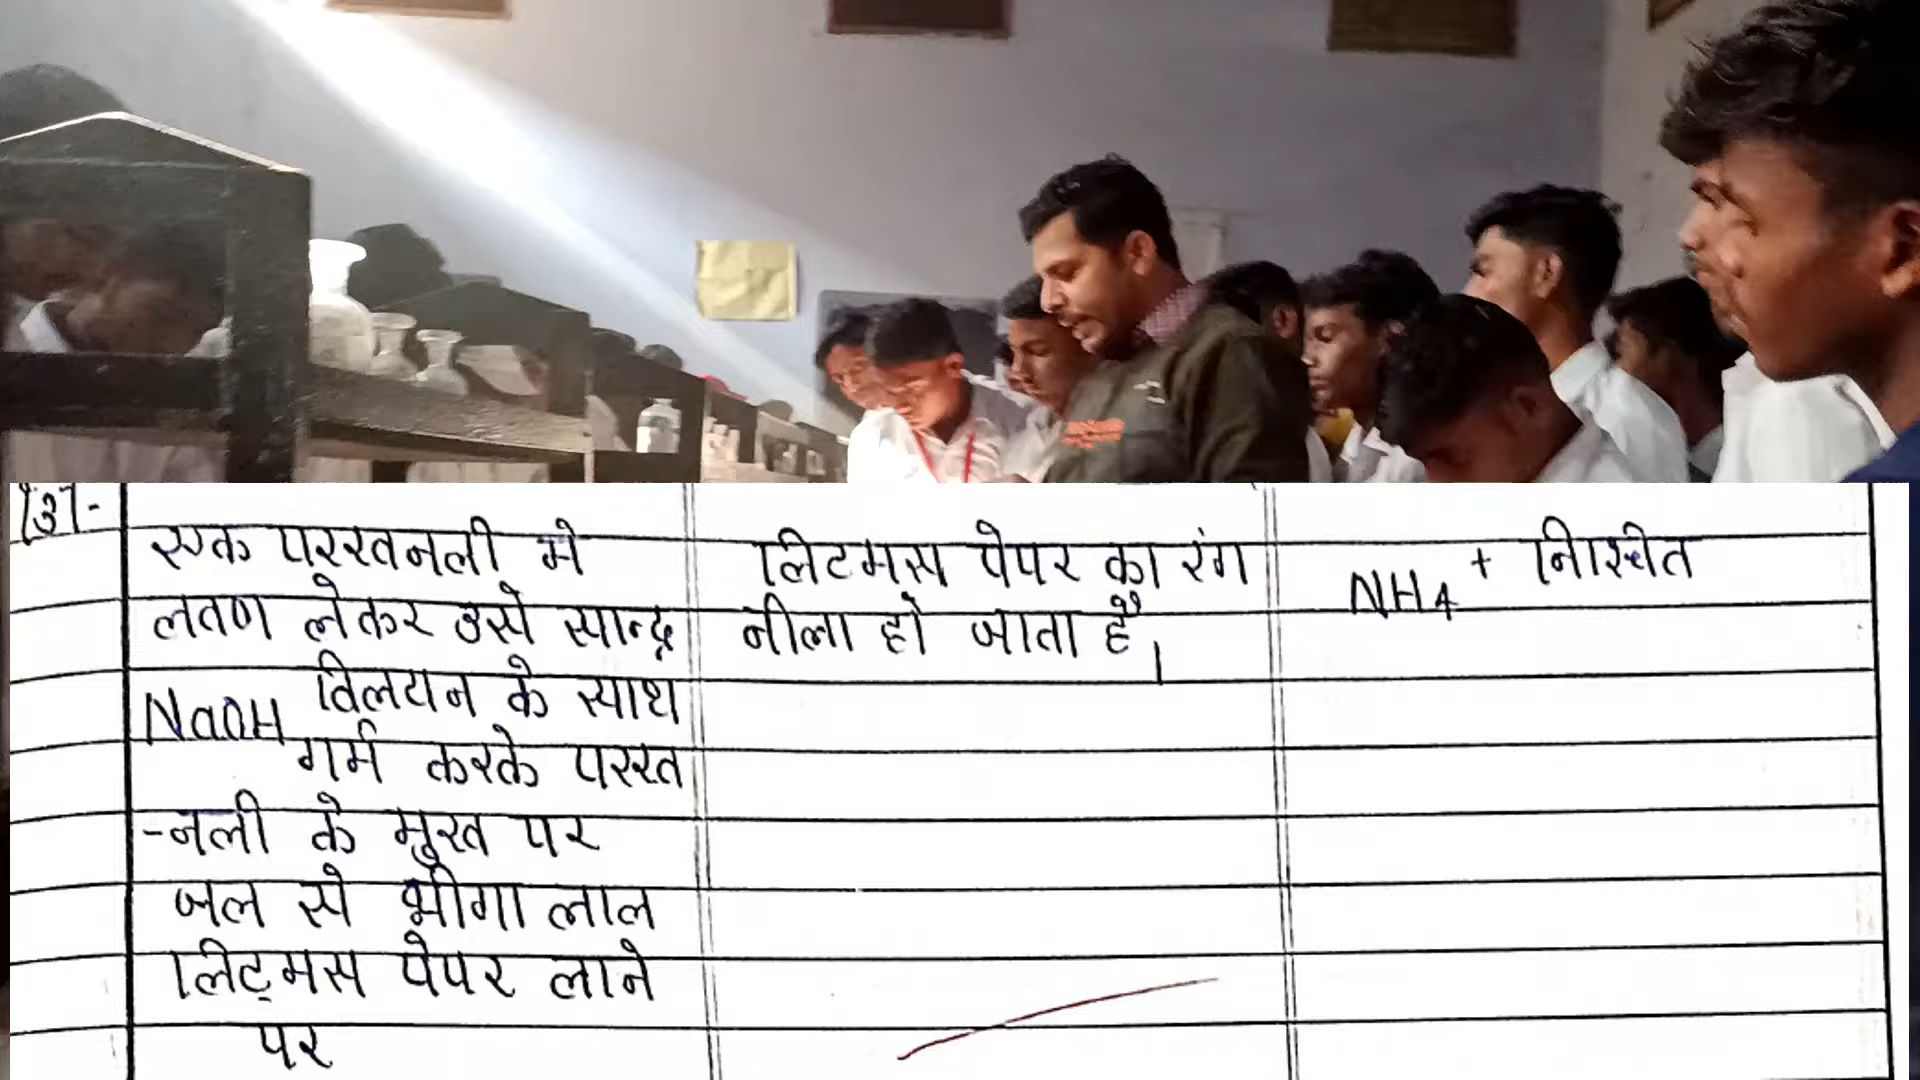 (3)-
एक परखनली में
लवण लेकर उसे सान्द्र
NaOH विलयन के साथ
गर्म करके परख
-नली के मुख पर
जल से भीगा लाल
लिट्मस पेपर लाने
पर
लिटमस पेपर का रंग
नीला हो जाता है।
NH₄⁺ निश्चित